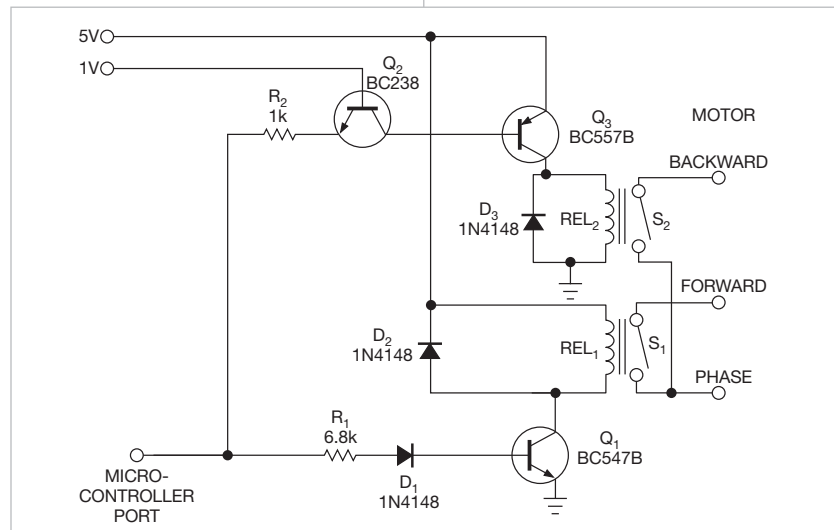 5V
1V
Q2
BC238
R2
1k
Q3
BC557B
MOTOR
BACKWARD
D3
1N4148
REL2
S2
FORWARD
D2
1N4148
REL1
S1
PHASE
R1
6.8k
Q1
BC547B
D1
1N4148
MICRO-
CONTROLLER
PORT